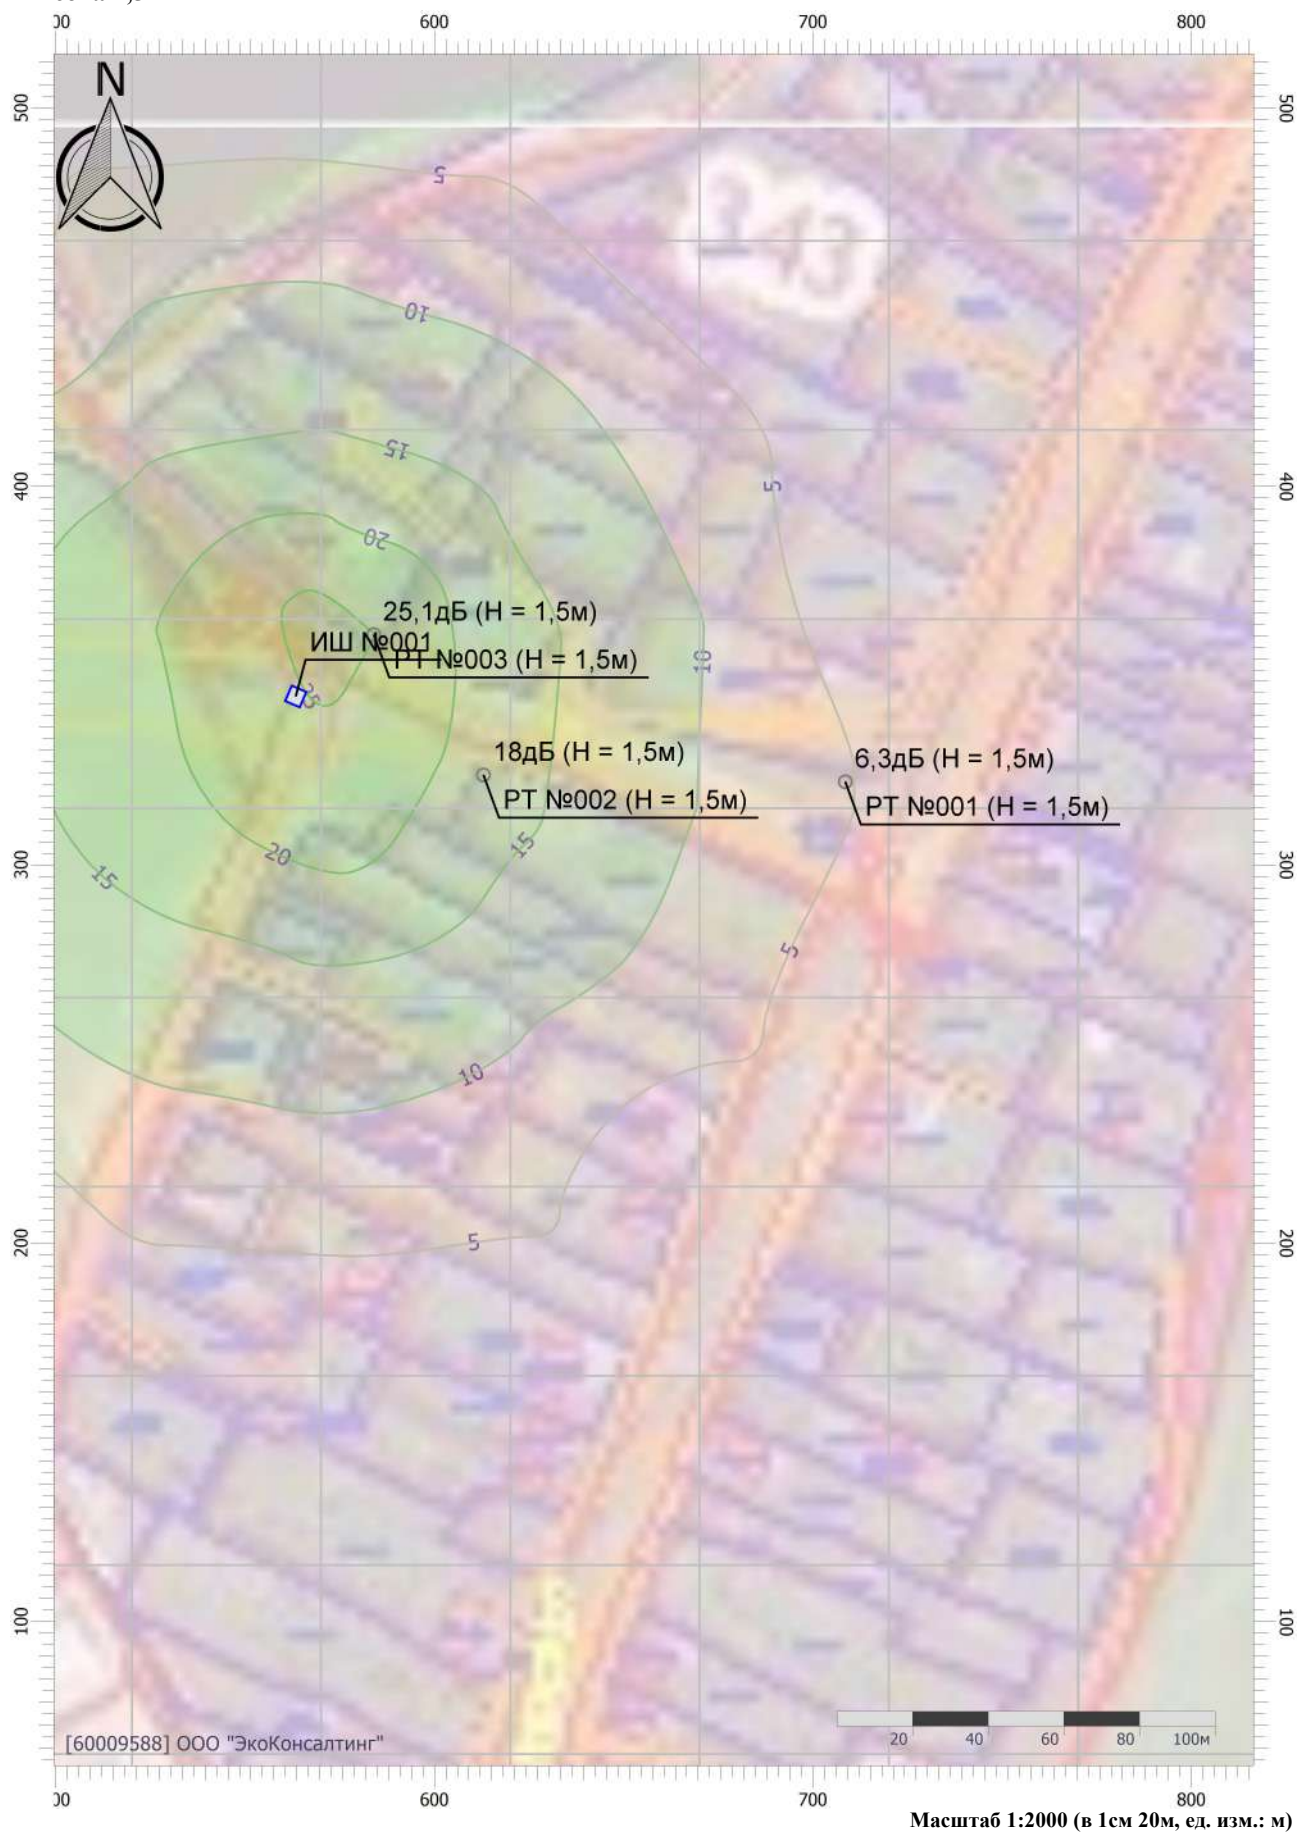 00 600 700 800
500 500
N
5
243
10
15
400 5 400
20
25,1дБ (H = 1,5м)
ИШ №001
РТ №003 (H = 1,5м)
10
25
18дБ (H = 1,5м)
6,3дБ (H = 1,5м)
РТ №002 (H = 1,5м)
РТ №001 (H = 1,5м)
15
20
300 300
15
5
10
200 5 200
100 100
[60009588] ООО "ЭкоКонсалтинг"
20 40 60 80 100м
00 600 700 800
Масштаб 1:2000 (в 1см 20м, ед. изм.: м)